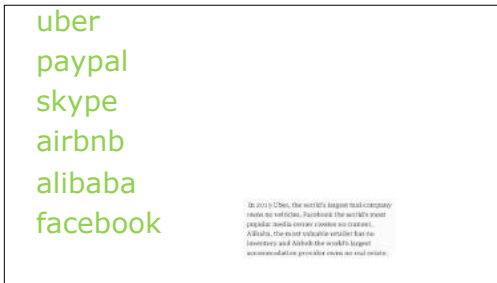 uber
paypal
skype
airbnb
alibaba
facebook
In 2015 Uber, the world's largest taxi company
owns no vehicles, Facebook the world's most
popular media owner creates no content,
Alibaba, the most valuable retailer has no
inventory and Airbnb the world's largest
accommodation provider owns no real estate.